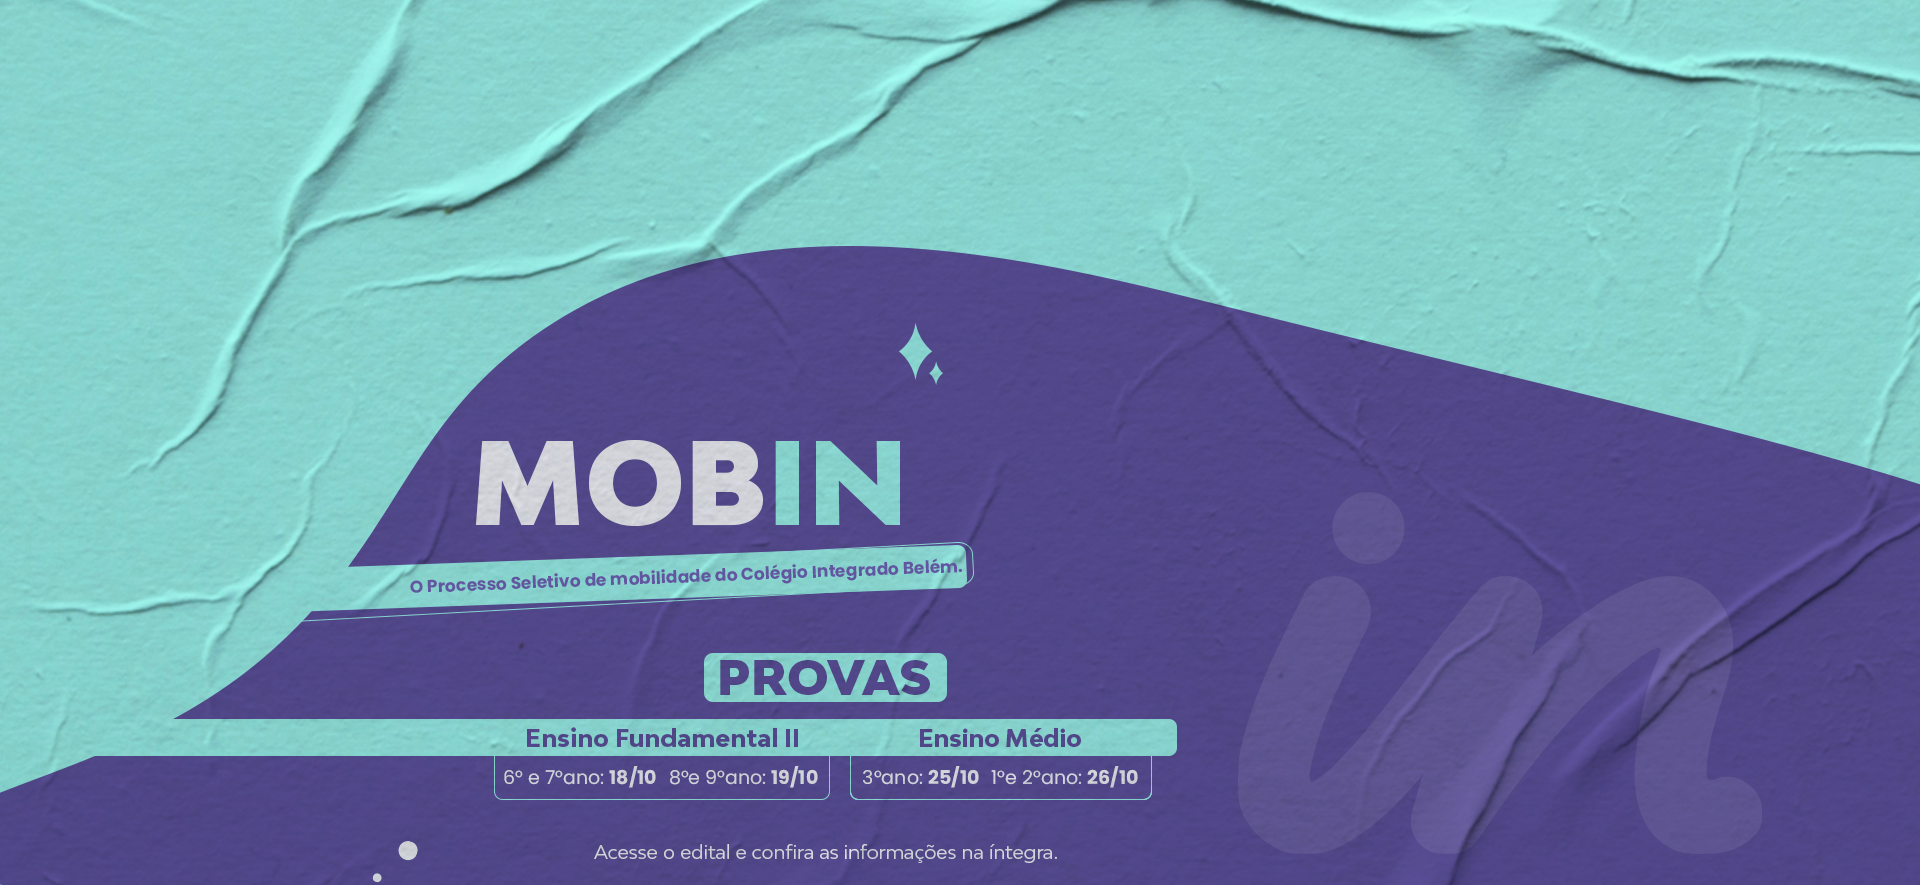 MOBIN
O Processo Seletivo de mobilidade do Colégio Integrado Belém.
PROVAS
Ensino Fundamental II
Ensino Médio
6º e 7ºano: 18/10 8ºe 9ºano: 19/10
3ºano: 25/10 1ºe 2ºano: 26/10
Acesse o edital e confira as informações na íntegra.
in